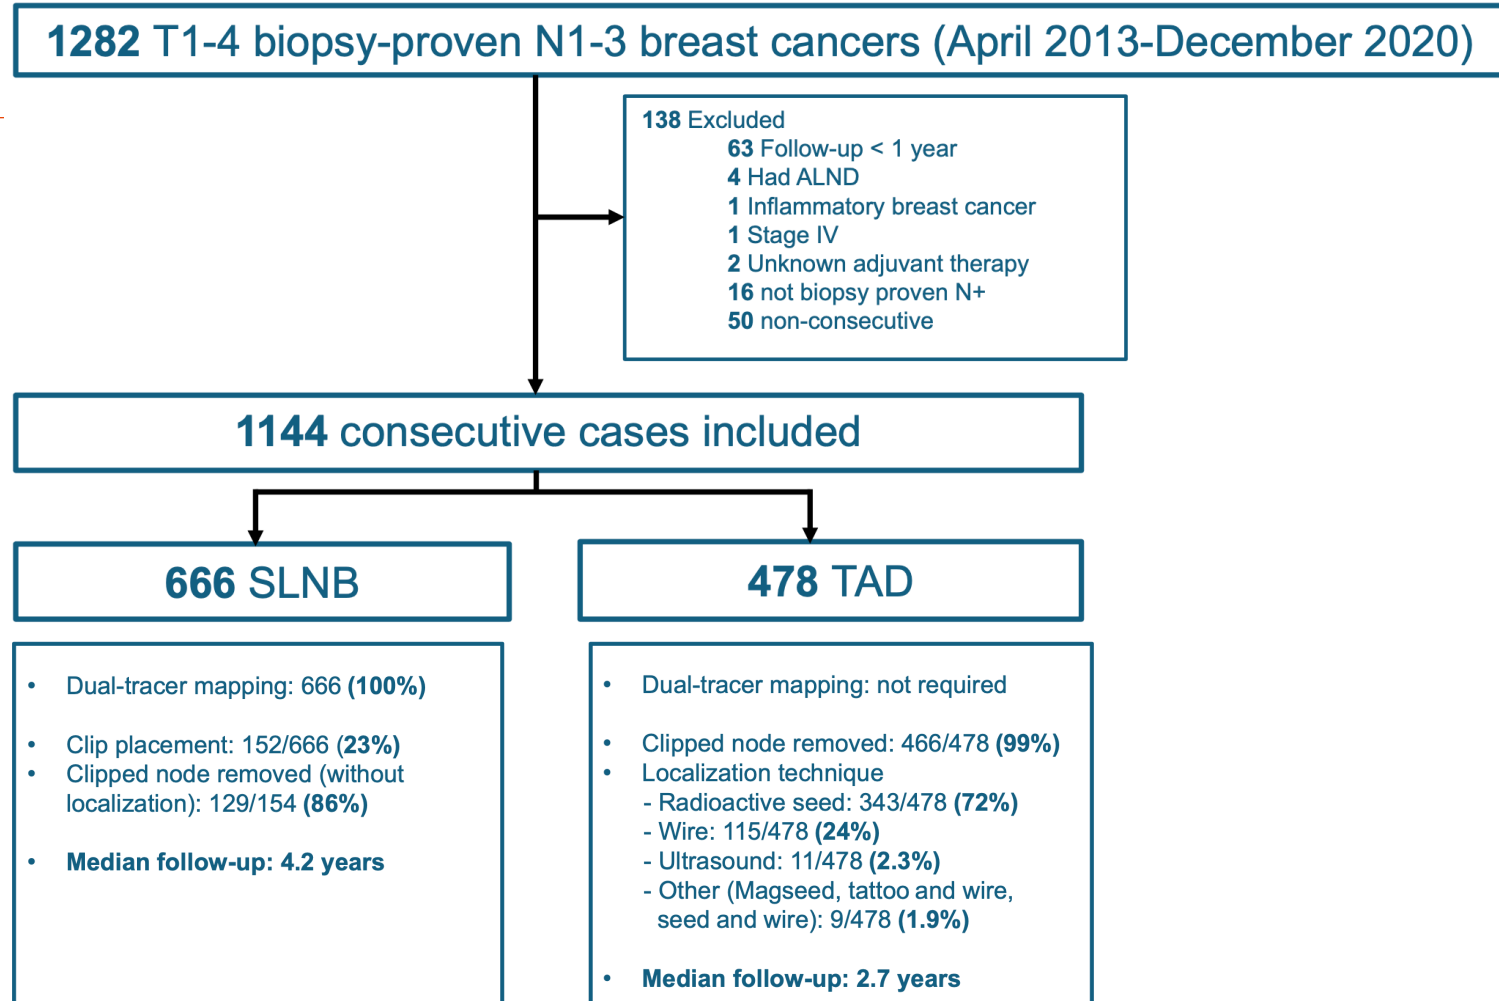 1282 T1-4 biopsy-proven N1-3 breast cancers (April 2013-December 2020)
138 Excluded
63 Follow-up < 1 year
4 Had ALND
1 Inflammatory breast cancer
1 Stage IV
2 Unknown adjuvant therapy
16 not biopsy proven N+
50 non-consecutive
1144 consecutive cases included
666 SLNB
478 TAD
• Dual-tracer mapping: 666 (100%)
• Clip placement: 152/666 (23%)
• Clipped node removed (without
localization): 129/154 (86%)
• Median follow-up: 4.2 years
• Dual-tracer mapping: not required
• Clipped node removed: 466/478 (99%)
• Localization technique
- Radioactive seed: 343/478 (72%)
- Wire: 115/478 (24%)
- Ultrasound: 11/478 (2.3%)
- Other (Magseed, tattoo and wire,
seed and wire): 9/478 (1.9%)
• Median follow-up: 2.7 years